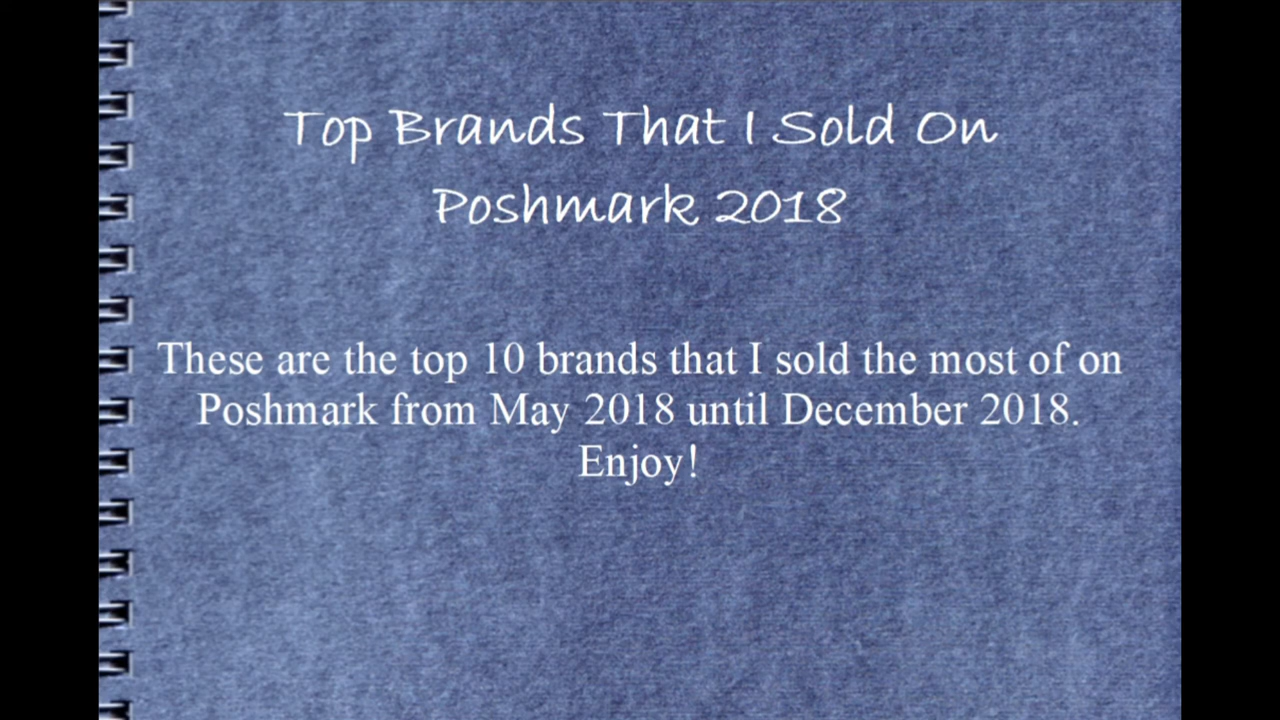 Top Brands That I Sold On
Poshmark 2018
These are the top 10 brands that I sold the most of on
Poshmark from May 2018 until December 2018.
Enjoy!